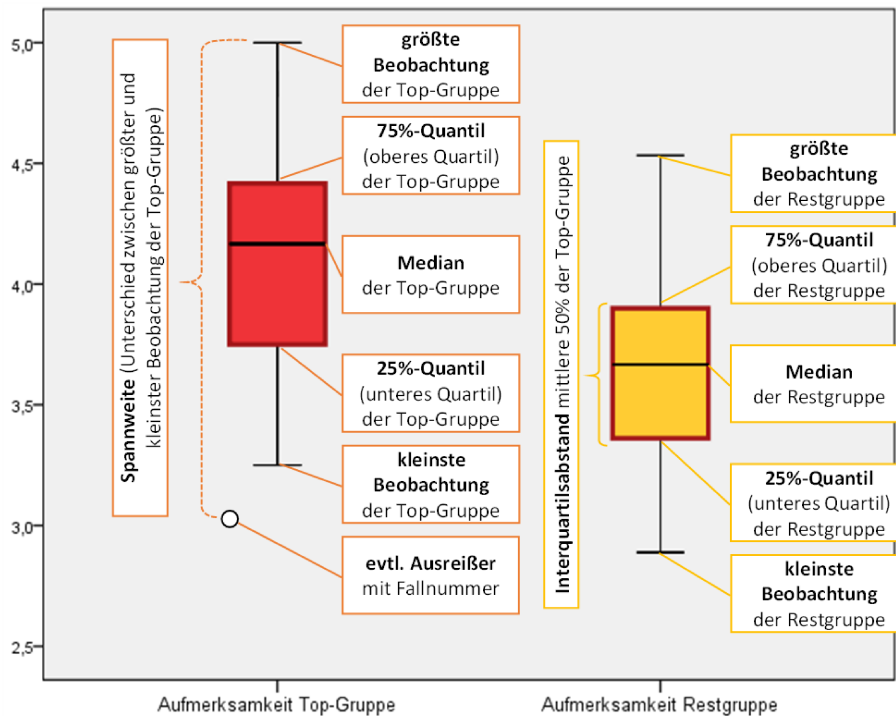 5,0
4,5
4,0
3,5
3,0
2,5
Spannweite (Unterschied zwischen größter und
kleinster Beobachtung der Top-Gruppe)
größte
Beobachtung
der Top-Gruppe
75%-Quantil
(oberes Quartil)
der Top-Gruppe
Median
der Top-Gruppe
25%-Quantil
(unteres Quartil)
der Top-Gruppe
kleinste
Beobachtung
der Top-Gruppe
evtl. Ausreißer
mit Fallnummer
Interquartilsabstand mittlere 50% der Top-Gruppe
größte
Beobachtung
der Restgruppe
75%-Quantil
(oberes Quartil)
der Restgruppe
Median
der Restgruppe
25%-Quantil
(unteres Quartil)
der Restgruppe
kleinste
Beobachtung
der Restgruppe
Aufmerksamkeit Top-Gruppe
Aufmerksamkeit Restgruppe